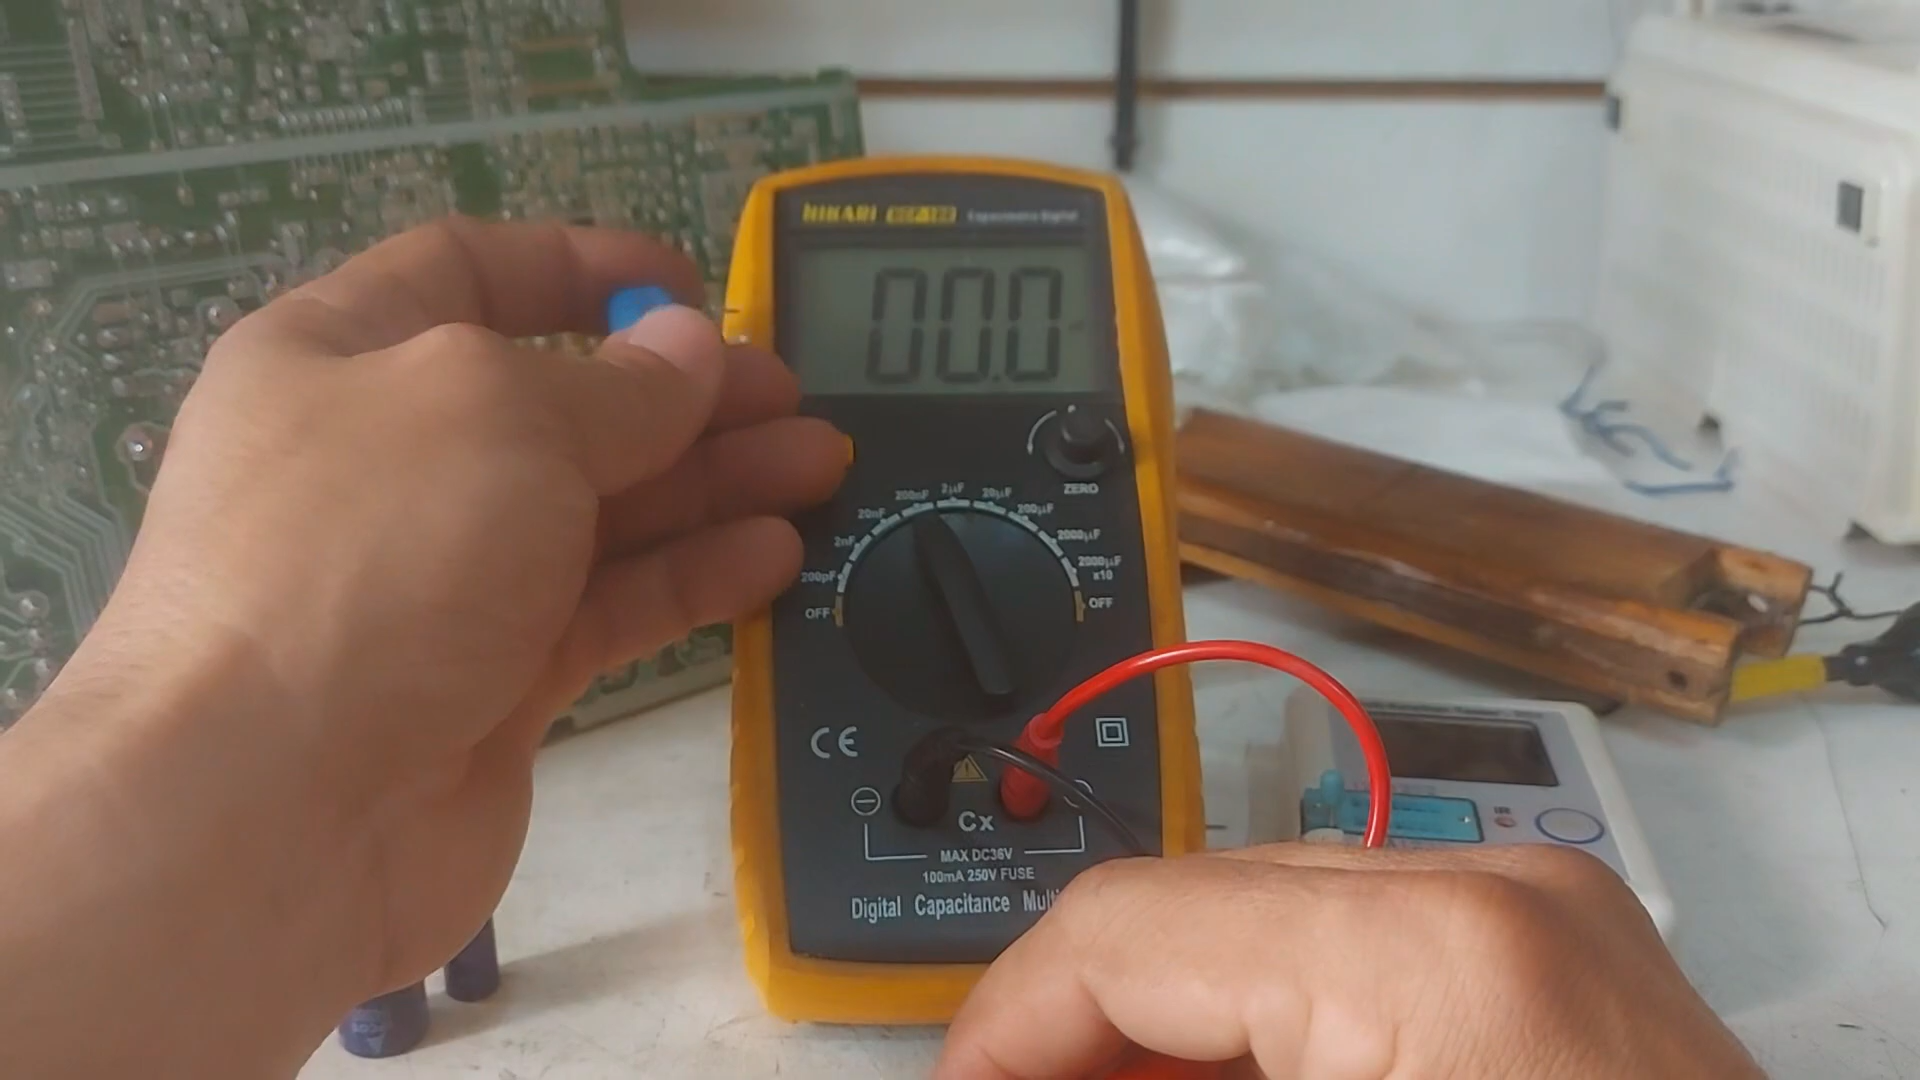 HIKARI
Capacímetro Digital
00.0
ZERO
OFF
200pF
2nF
20nF
200nF
2µF
20µF
200µF
2000µF
2000µF
x10
OFF
CE
Cx
MAX DC36V
100mA 250V FUSE
Digital Capacitance Multi
IR